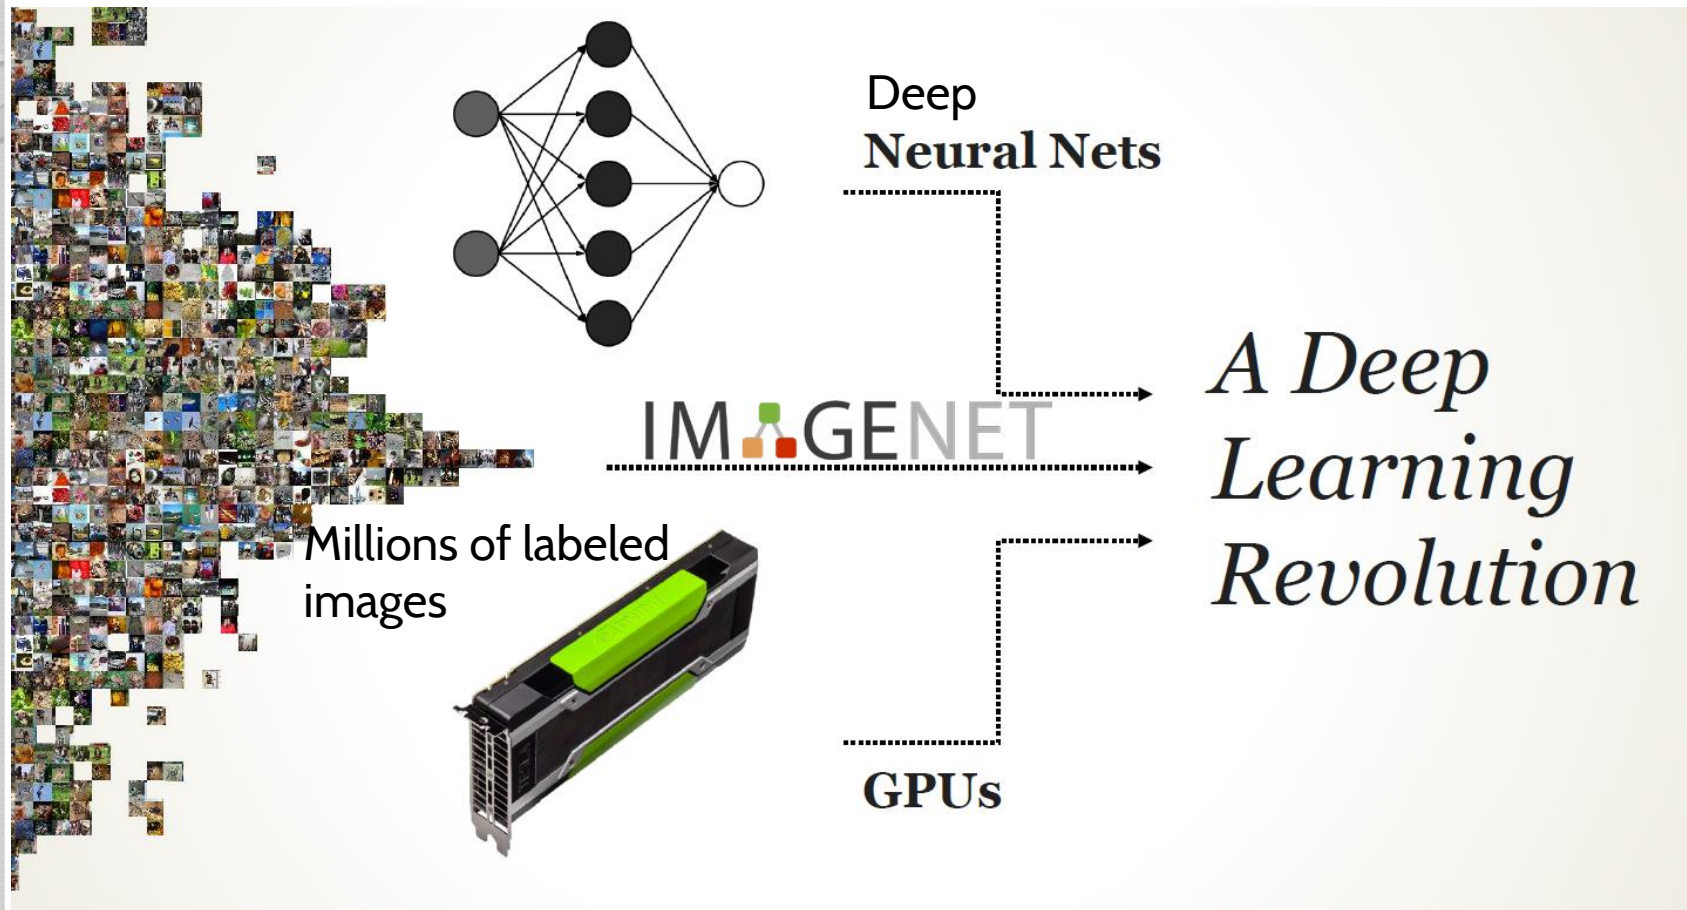 Deep
Neural Nets
IMAGENET
A Deep
Learning
Revolution
Millions of labeled
images
GPUs